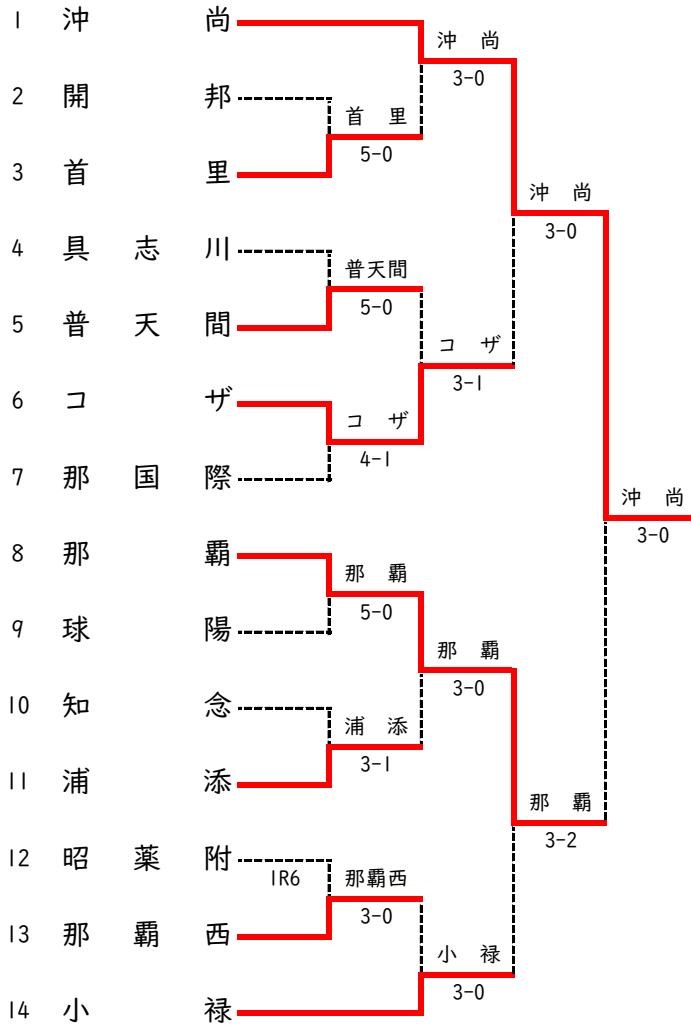 1 沖 尚
沖 尚
3-0
2 開 邦
首 里
5-0
3 首 里
沖 尚
3-0
4 具 志 川
普天間
5-0
5 普 天 間
コ ザ
3-1
6 コ ザ
コ ザ
4-1
7 那 国 際
沖 尚
3-0
8 那 覇
那 覇
5-0
9 球 陽
那 覇
3-0
10 知 念
浦 添
3-1
11 浦 添
那 覇
3-2
12 昭 薬 附
1R6
那覇西
3-0
13 那 覇 西
小 禄
3-0
14 小 禄